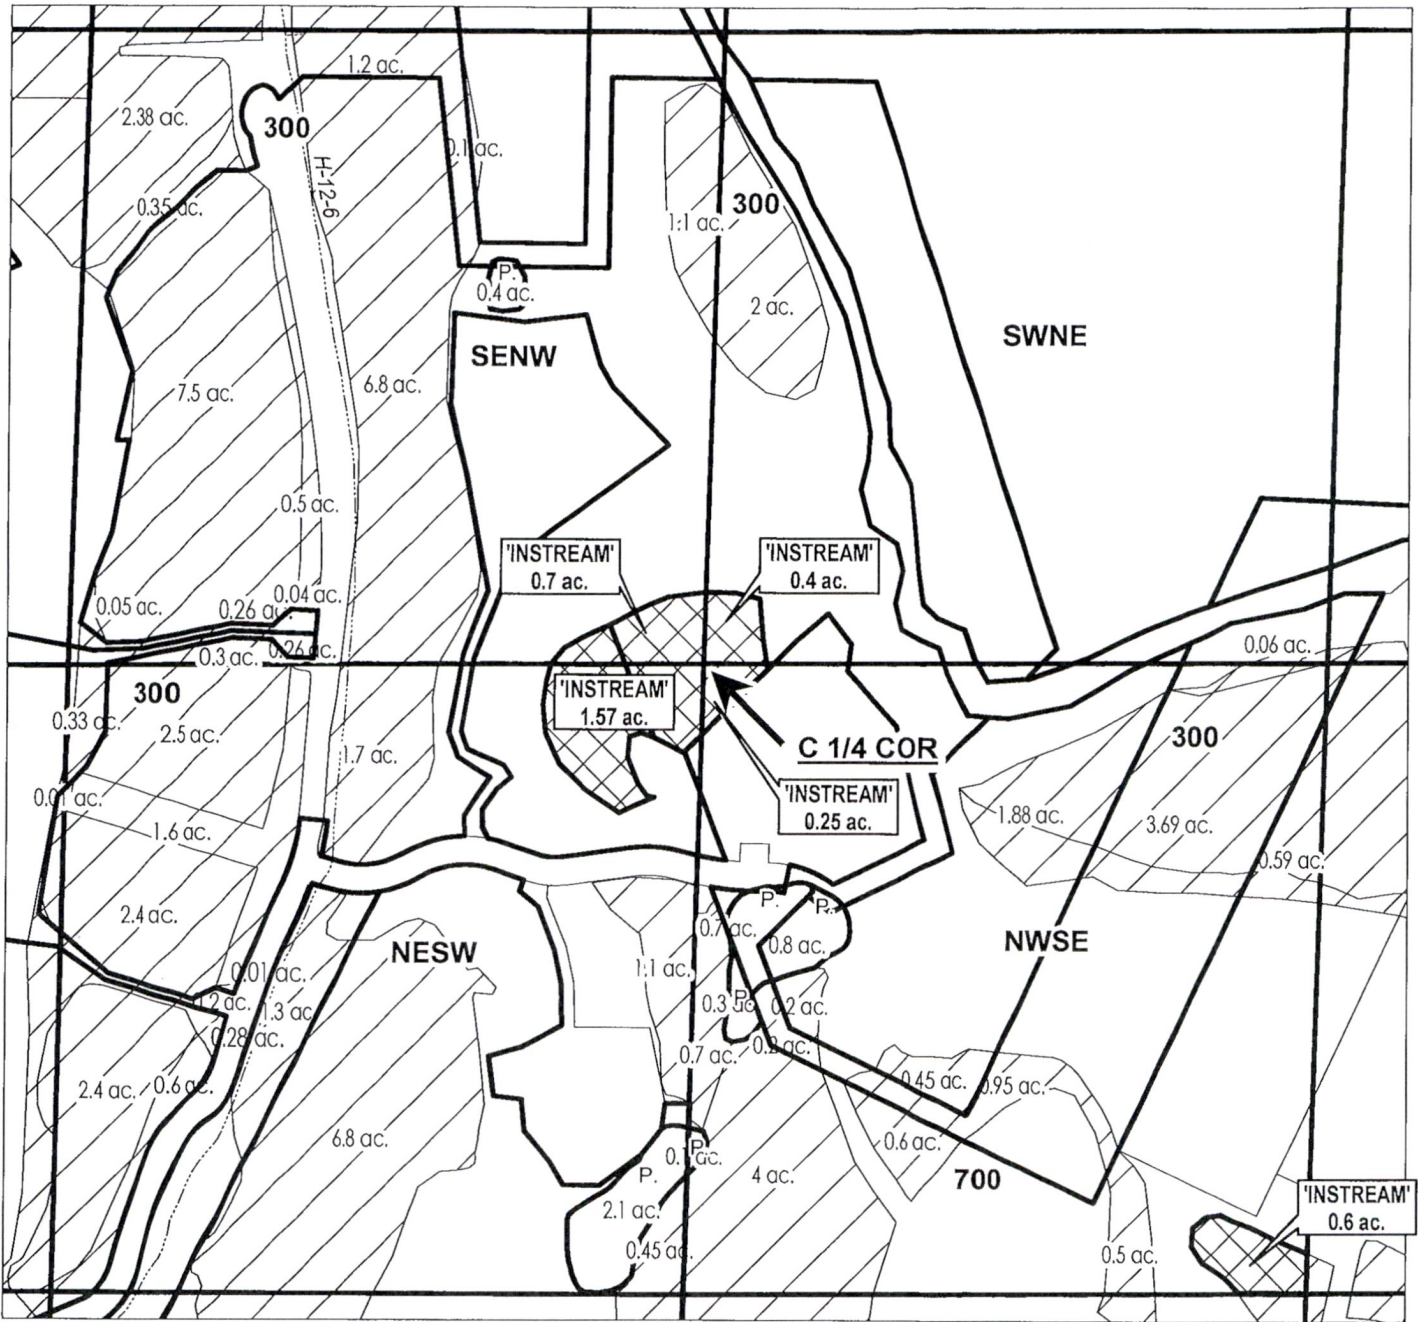 1.2 ac.
2.38 ac.
300
0.1 ac.
H-12-6
0.35 ac.
300
1.1 ac.
P.
0.4 ac.
2 ac.
SWNE
SENW
7.5 ac.
6.8 ac.
0.5 ac.
'INSTREAM'
0.7 ac.
'INSTREAM'
0.4 ac.
0.04 ac.
0.05 ac.
0.26 ac.
0.26 ac.
0.3 ac.
0.06 ac.
300
'INSTREAM'
1.57 ac.
0.33 ac.
2.5 ac.
300
1.7 ac.
C 1/4 COR
0.01 ac.
'INSTREAM'
0.25 ac.
1.88 ac.
3.69 ac.
1.6 ac.
0.59 ac.
P.
P.
2.4 ac.
0.7 ac.
0.8 ac.
NESW
NWSE
1.1 ac.
0.01 ac.
0.3 ac.
P.
0.2 ac.
1.3 ac.
0.28 ac.
0.2 ac.
0.7 ac.
2.4 ac.
0.6 ac.
0.45 ac.
0.95 ac.
6.8 ac.
0.6 ac.
P.
0.1 ac.
P.
4 ac.
700
'INSTREAM'
0.6 ac.
2.1 ac.
0.45 ac.
0.5 ac.